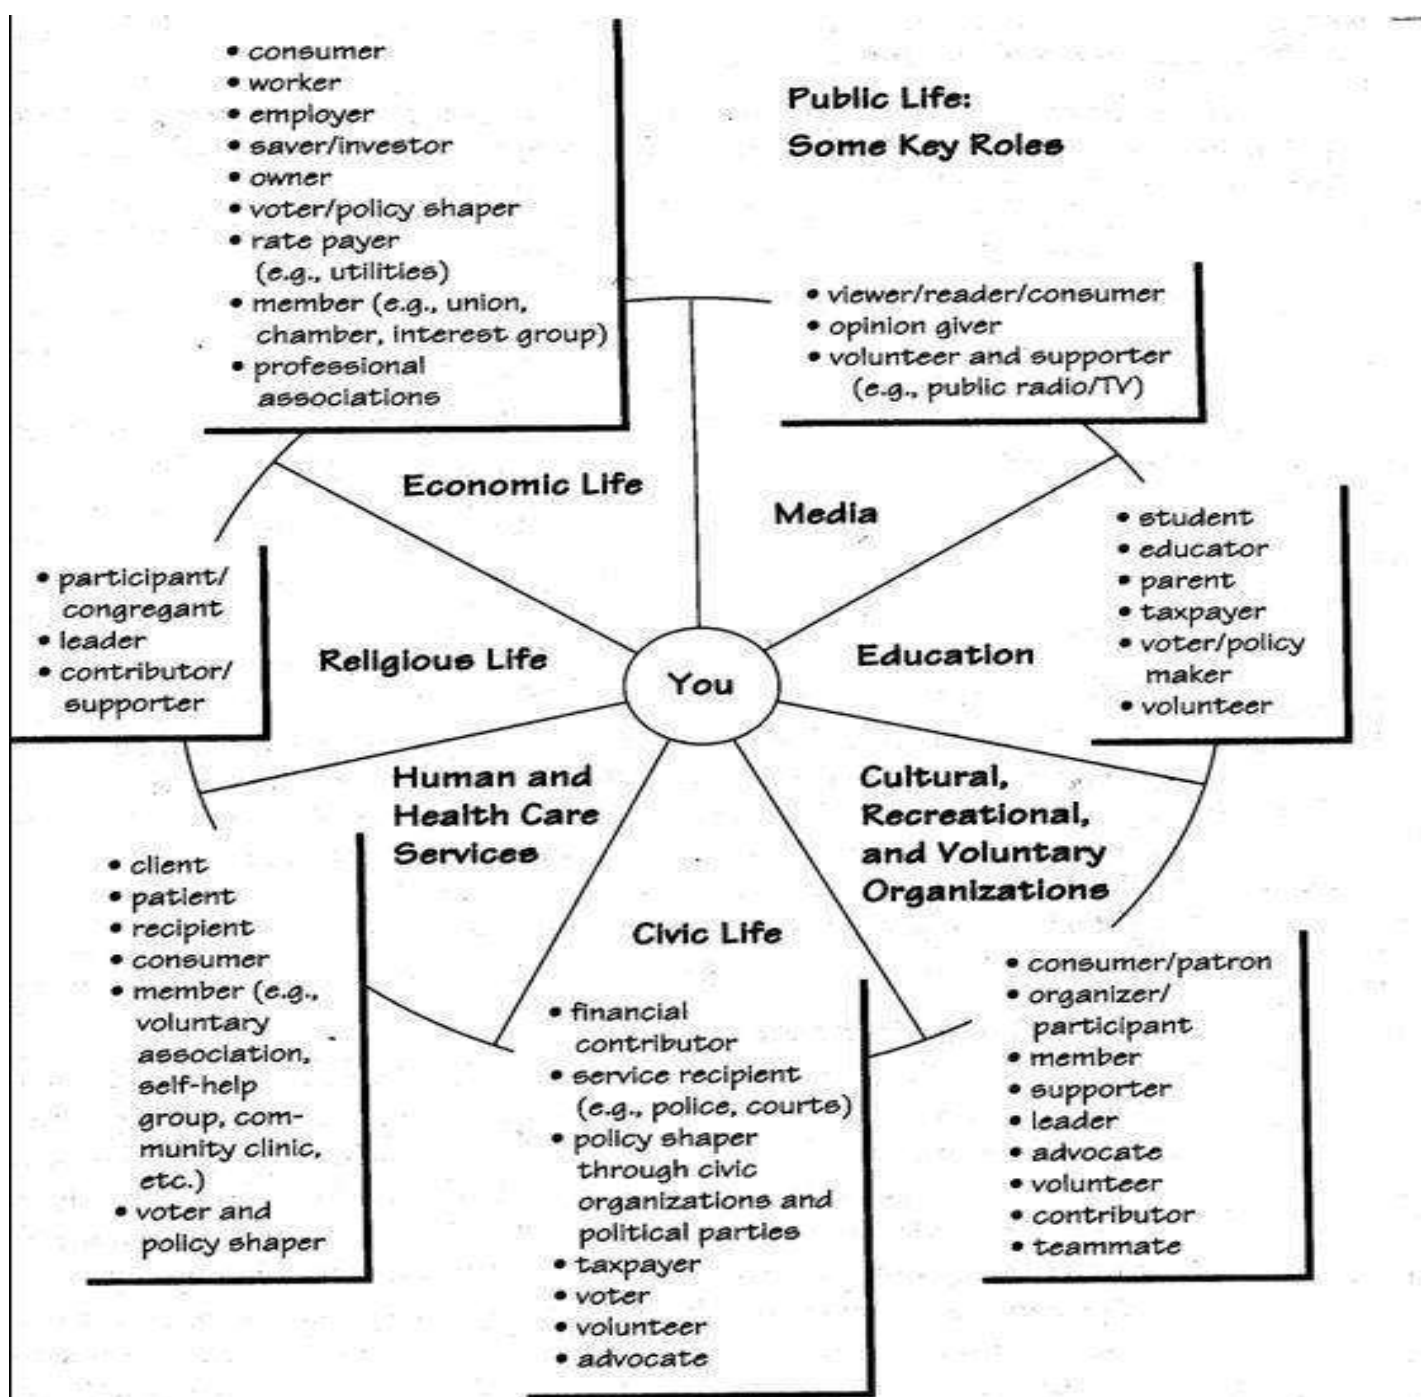 Public Life:
Some Key Roles
• consumer
• worker
• employer
• saver/investor
• owner
• voter/policy shaper
• rate payer
(e.g., utilities)
• member (e.g., union,
chamber, interest group)
• professional
associations
Economic Life
• viewer/reader/consumer
• opinion giver
• volunteer and supporter
(e.g., public radio/TV)
Media
• student
• educator
• parent
• taxpayer
• voter/policy
maker
• volunteer
Education
You
• participant/
congregant
• leader
• contributor/
supporter
Religious Life
Human and
Health Care
Services
• client
• patient
• recipient
• consumer
• member (e.g.,
voluntary
association,
self-help
group, com-
munity clinic,
etc.)
• voter and
policy shaper
Civic Life
• financial
contributor
• service recipient
(e.g., police, courts)
• policy shaper
through civic
organizations and
political parties
• taxpayer
• voter
• volunteer
• advocate
Cultural,
Recreational,
and Voluntary
Organizations
• consumer/patron
• organizer/
participant
• member
• supporter
• leader
• advocate
• volunteer
• contributor
• teammate